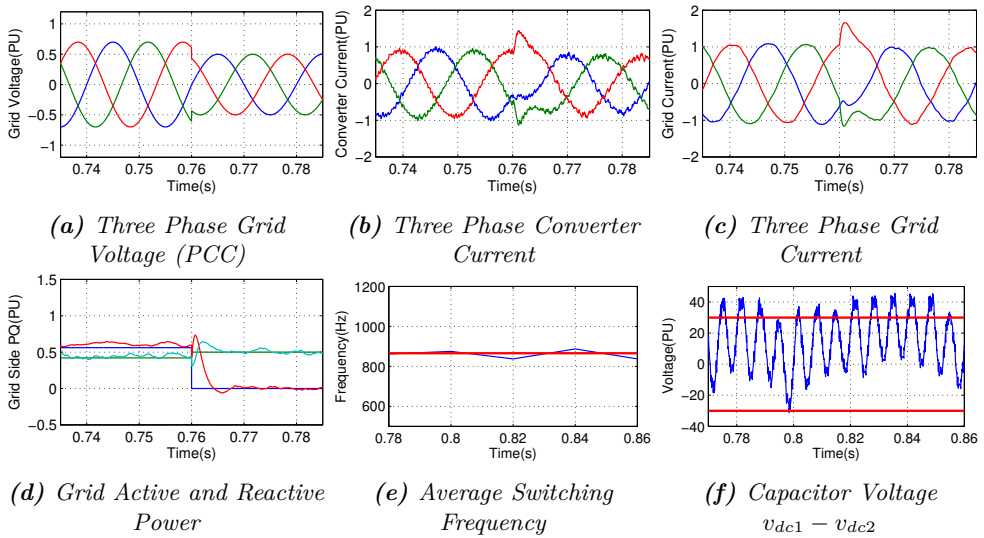 Grid Voltage(PU)
1
0.5
0
−0.5
−1
0.74 0.75 0.76 0.77 0.78
Time(s)
(a) Three Phase Grid
Voltage (PCC)
Converter Current(PU)
2
1
0
−1
−2
0.74 0.75 0.76 0.77 0.78
Time(s)
(b) Three Phase Converter
Current
Grid Current(PU)
2
1
0
−1
−2
0.74 0.75 0.76 0.77 0.78
Time(s)
(c) Three Phase Grid
Current
Grid Side PQ(PU)
1.5
1
0.5
0
−0.5
0.74 0.75 0.76 0.77 0.78
Time(s)
(d) Grid Active and Reactive
Power
Frequency(Hz)
1200
1000
800
600
0.78 0.8 0.82 0.84 0.86
Time(s)
(e) Average Switching
Frequency
Voltage(PU)
40
20
0
−20
−40
0.78 0.8 0.82 0.84 0.86
Time(s)
(f) Capacitor Voltage
vdc1 − vdc2